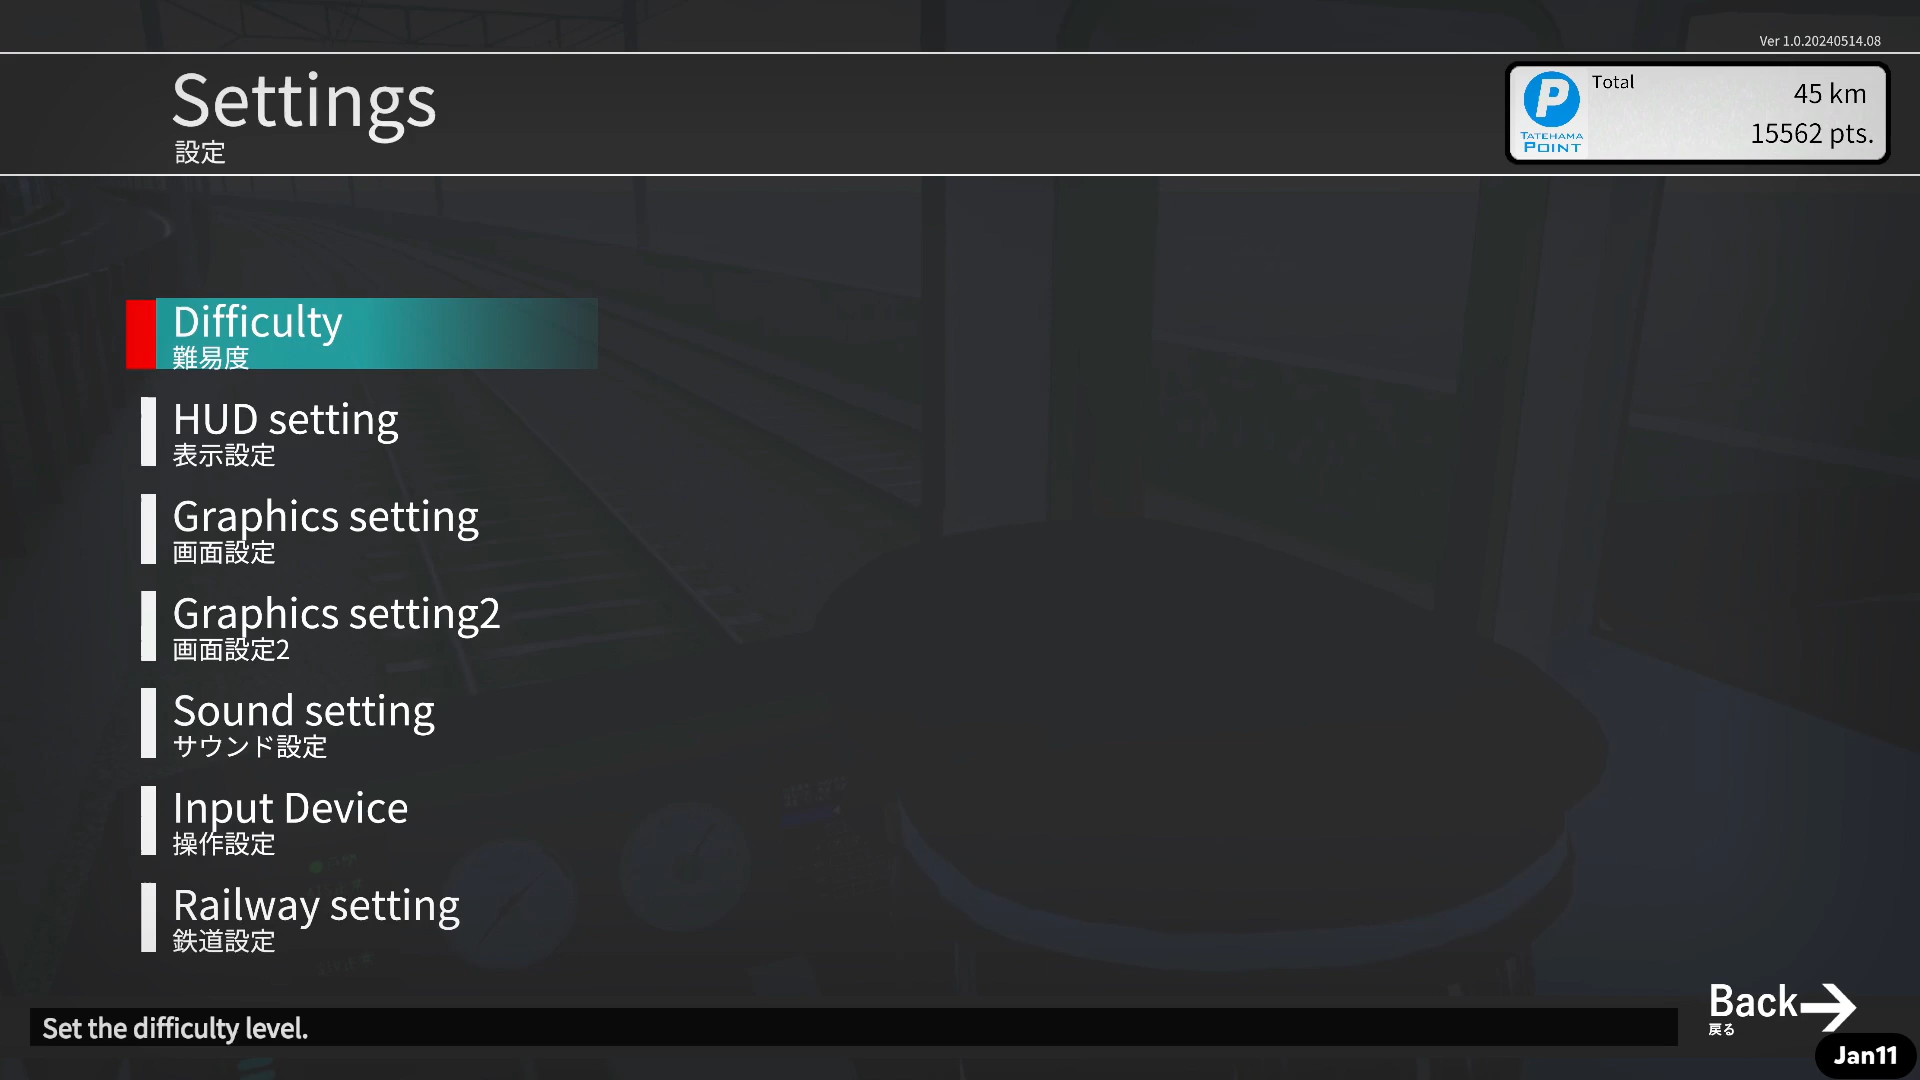 Ver 1.0.20240514.08
Settings
設定
Total
45 km
15562 pts.
P
TATEHAMA
POINT
Difficulty
難易度
HUD setting
表示設定
Graphics setting
画面設定
Graphics setting2
画面設定2
Sound setting
サウンド設定
Input Device
操作設定
Railway setting
鉄道設定
Back
戻る
Set the difficulty level.
Jan11